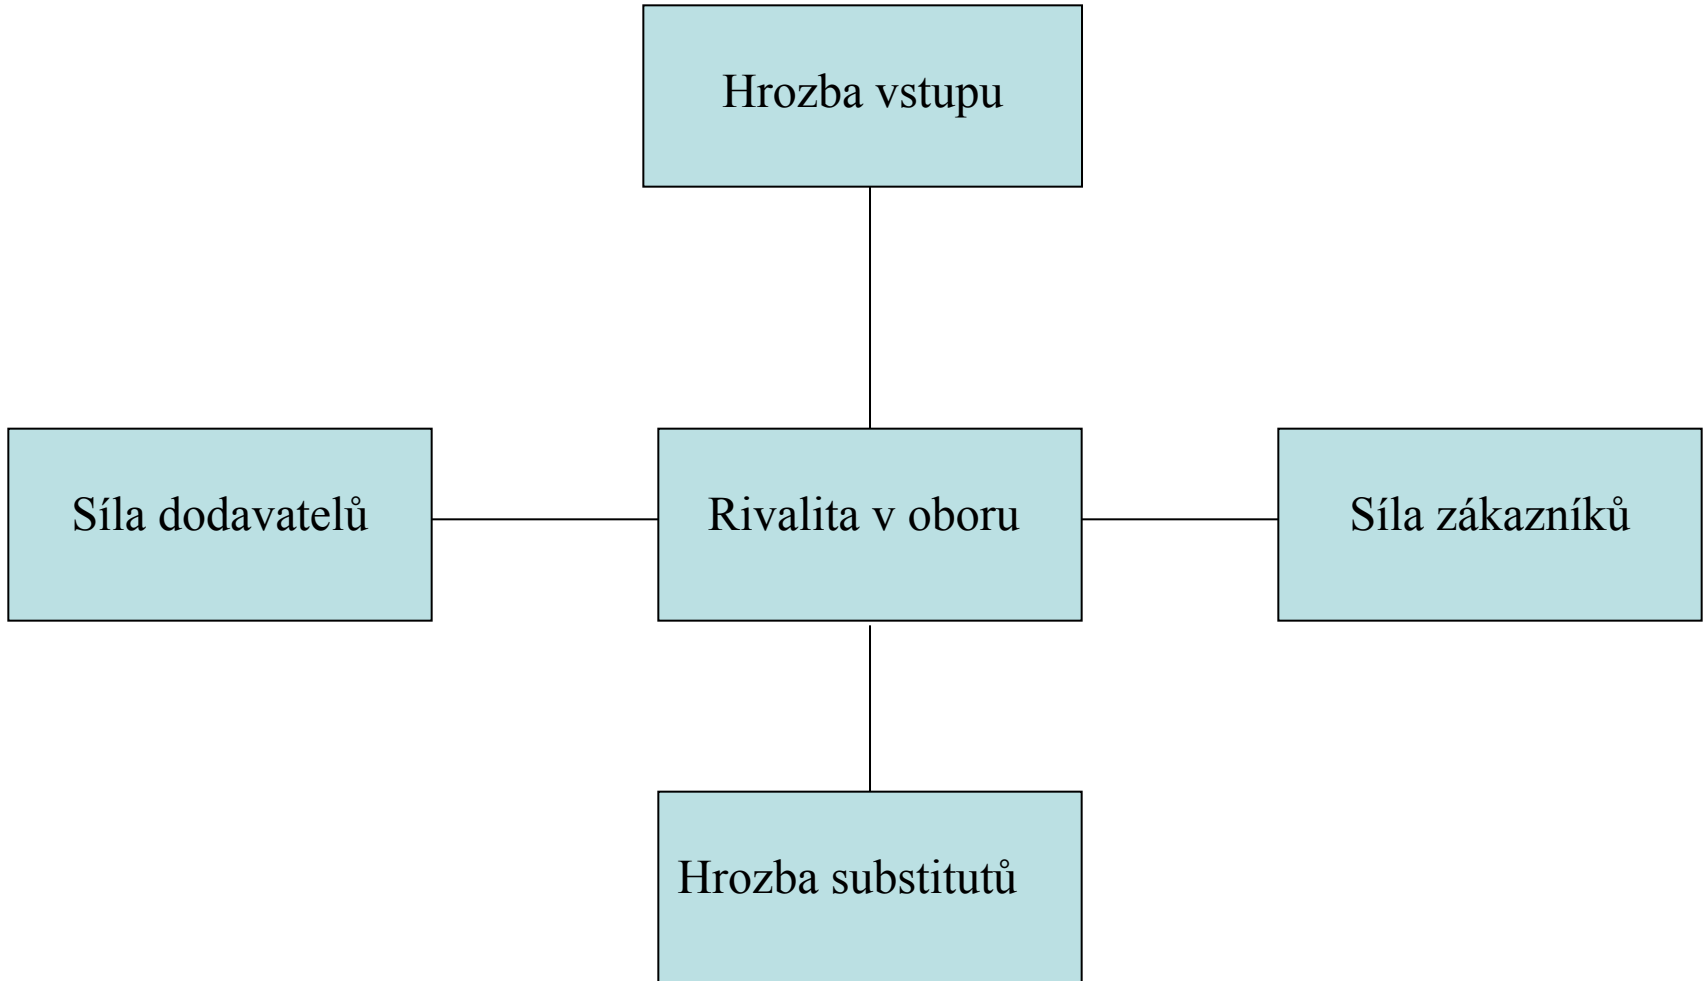 Hrozba vstupu
Síla dodavatelů
Rivalita v oboru
Síla zákazníků
Hrozba substitutů